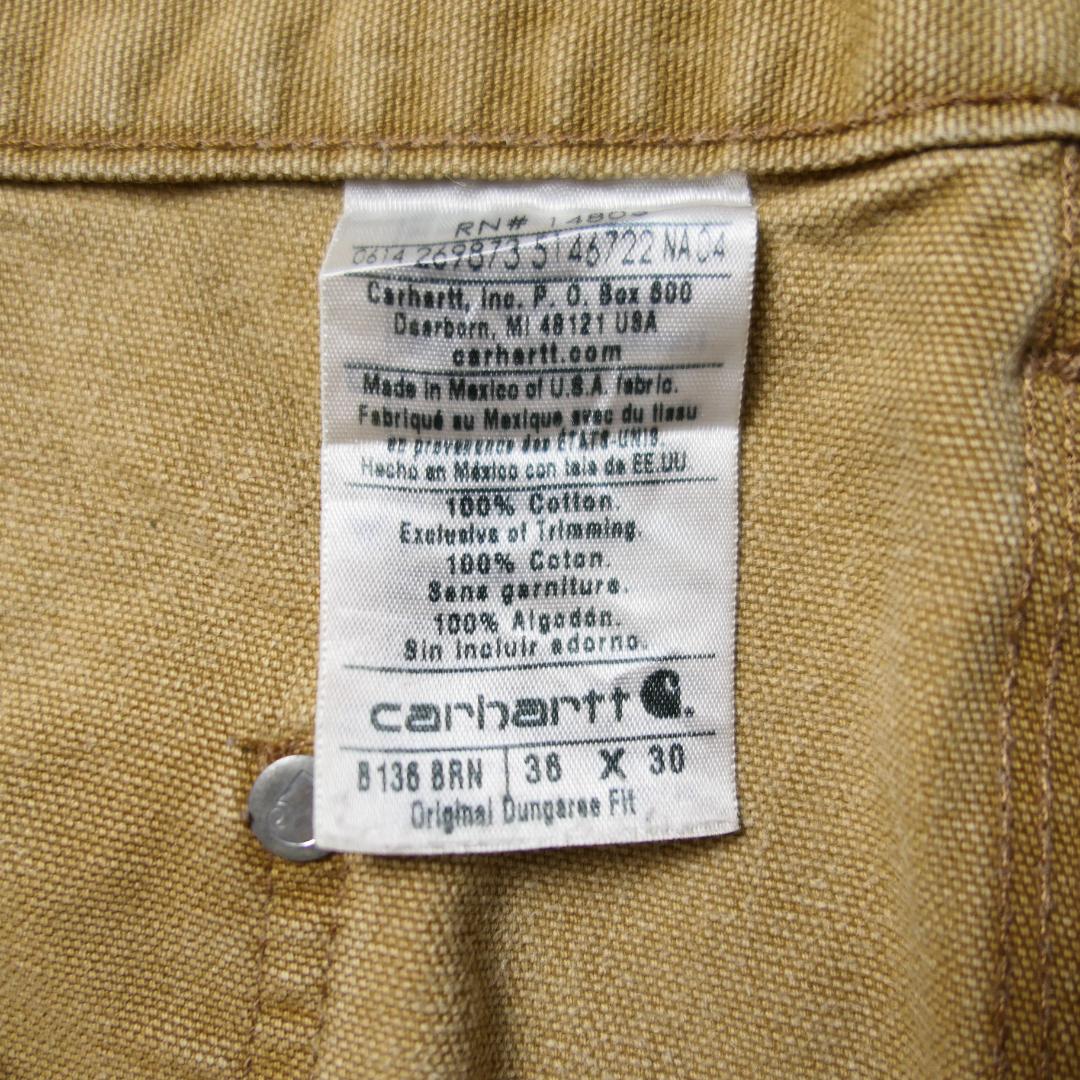 RN# 14806
0614 269873 5146722 NA 04
Carhartt, Inc. P. O. Box 600
Dearborn, MI 48121 USA
carhartt.com
Made in Mexico of U.S.A. fabric.
Fabriqué au Mexique avec du tissu
en provenance des ÉTATS-UNIS.
Hecho en México con tela de EE.UU.
100% Cotton.
Exclusive of Trimming.
100% Coton.
Sans garniture.
100% Algodón.
Sin incluir adorno.
carhartt
B136 BRN 36 X 30
Original Dungaree Fit